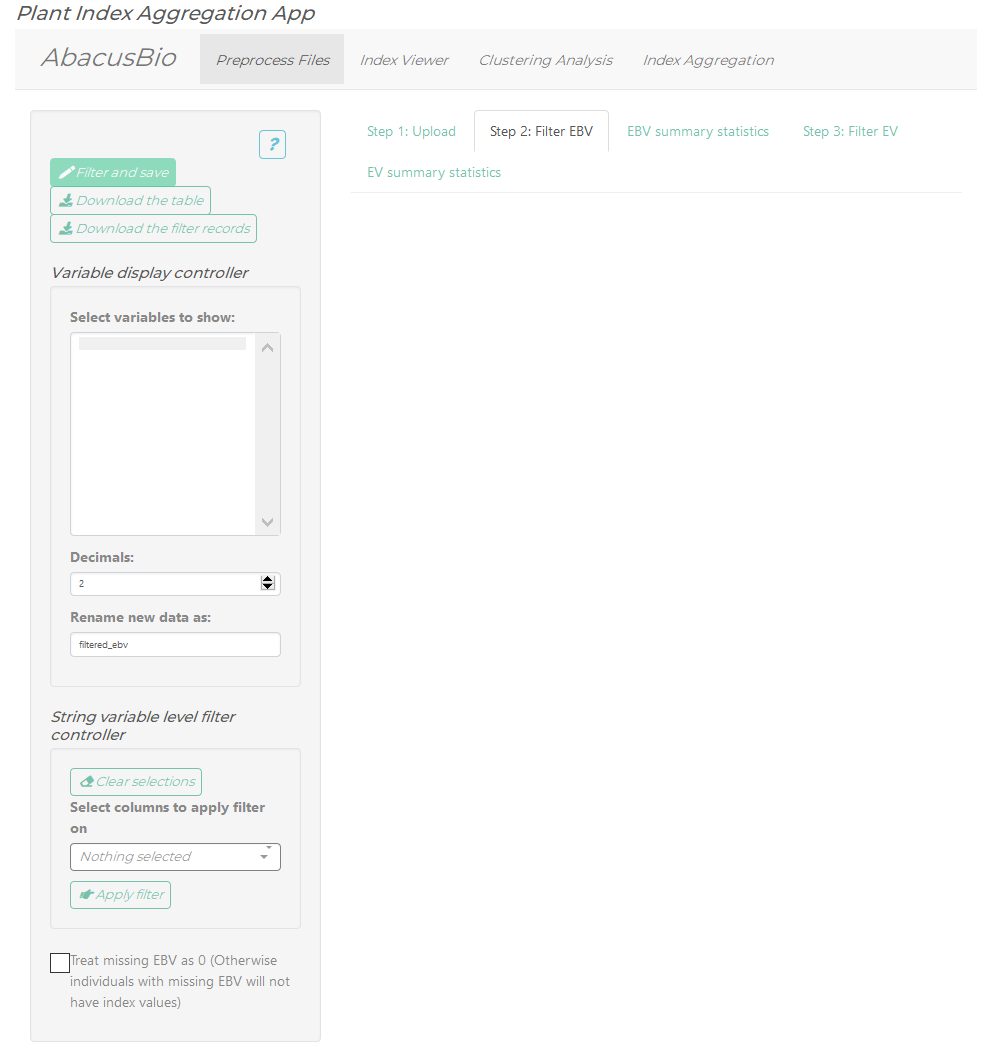 Plant Index Aggregation App
AbacusBio
Preprocess Files
Index Viewer
Clustering Analysis
Index Aggregation
?
Filter and save
Download the table
Download the filter records
Variable display controller
Select variables to show:
Decimals:
2
Rename new data as:
filtered_ebv
String variable level filter
controller
Clear selections
Select columns to apply filter
on
Nothing selected
Apply filter
Treat missing EBV as 0 (Otherwise
individuals with missing EBV will not
have index values)
Step 1: Upload
Step 2: Filter EBV
EBV summary statistics
Step 3: Filter EV
EV summary statistics